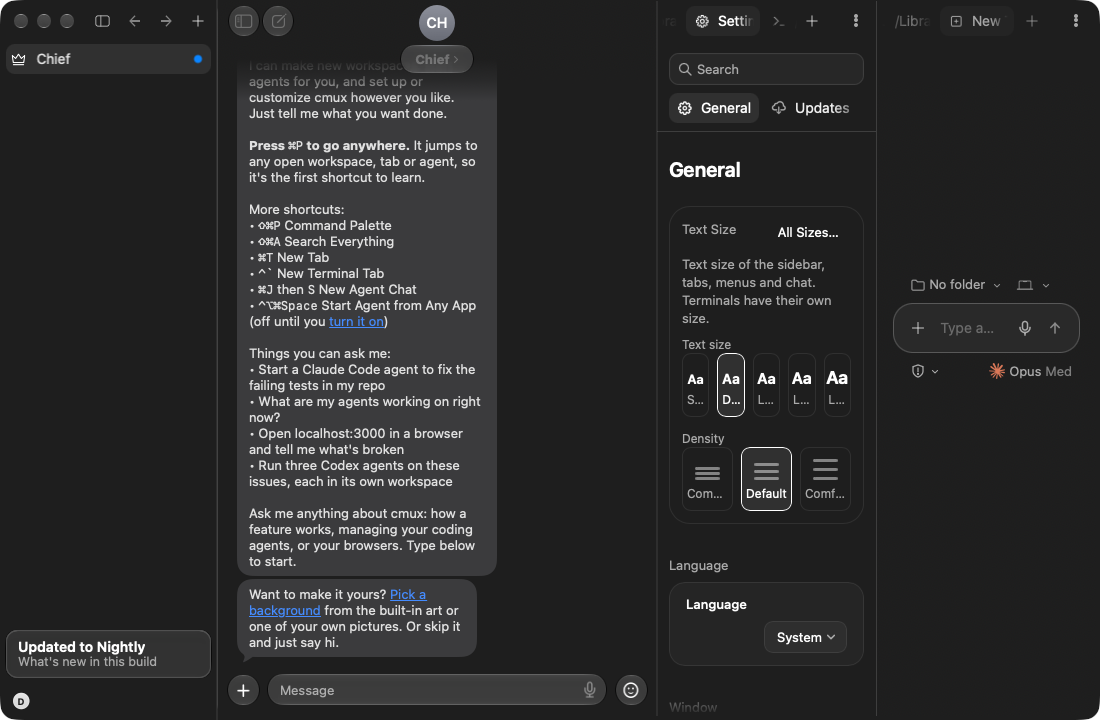 Chief
Updated to Nightly
What's new in this build
D
CH
Chief ›
I can make new workspac
agents for you, and set up or
customize cmux however you like.
Just tell me what you want done.
Press ⌘P to go anywhere. It jumps to
any open workspace, tab or agent, so
it's the first shortcut to learn.
More shortcuts:
• ⇧⌘P Command Palette
• ⇧⌘A Search Everything
• ⌘T New Tab
• ^` New Terminal Tab
• ⌘J then S New Agent Chat
• ^⌥⌘Space Start Agent from Any App
(off until you turn it on)
Things you can ask me:
• Start a Claude Code agent to fix the
failing tests in my repo
• What are my agents working on right
now?
• Open localhost:3000 in a browser
and tell me what's broken
• Run three Codex agents on these
issues, each in its own workspace
Ask me anything about cmux: how a
feature works, managing your coding
agents, or your browsers. Type below
to start.
Want to make it yours? Pick a
background from the built-in art or
one of your own pictures. Or skip it
and just say hi.
Message
Settin
Search
General
Updates
General
Text Size
All Sizes...
Text size of the sidebar,
tabs, menus and chat.
Terminals have their own
size.
Text size
Aa Aa Aa Aa Aa
S... D... L... L... L...
Density
Com... Default Comf...
Language
Language
System
Window
/Libra
New
No folder
Type a...
Opus Med